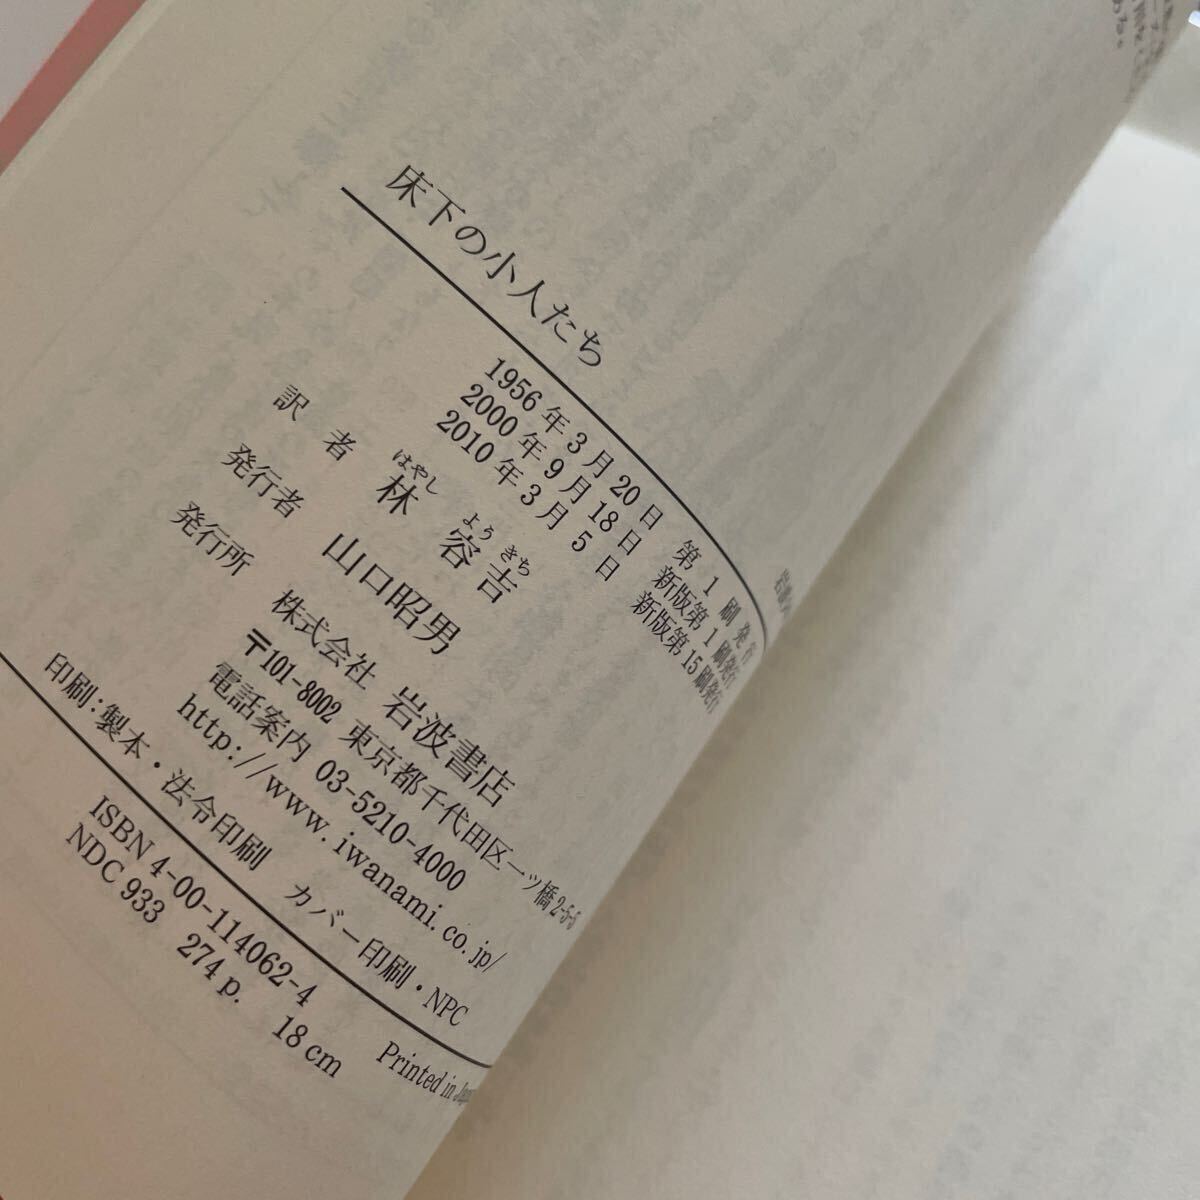 床下の小人たち
1956年3月20日 第1刷発行
2000年9月18日 新版第1刷発行
2010年3月5日 新版第15刷発行
訳者 林 容吉
はやし ようきち
発行者 山口昭男
発行所 株式会社 岩波書店
〒101-8002 東京都千代田区一ツ橋2-5-5
電話案内 03-5210-4000
http://www.iwanami.co.jp/
印刷:製本・法令印刷 カバー印刷・NPC
ISBN 4-00-114062-4
NDC 933 274 p. 18 cm
Printed in